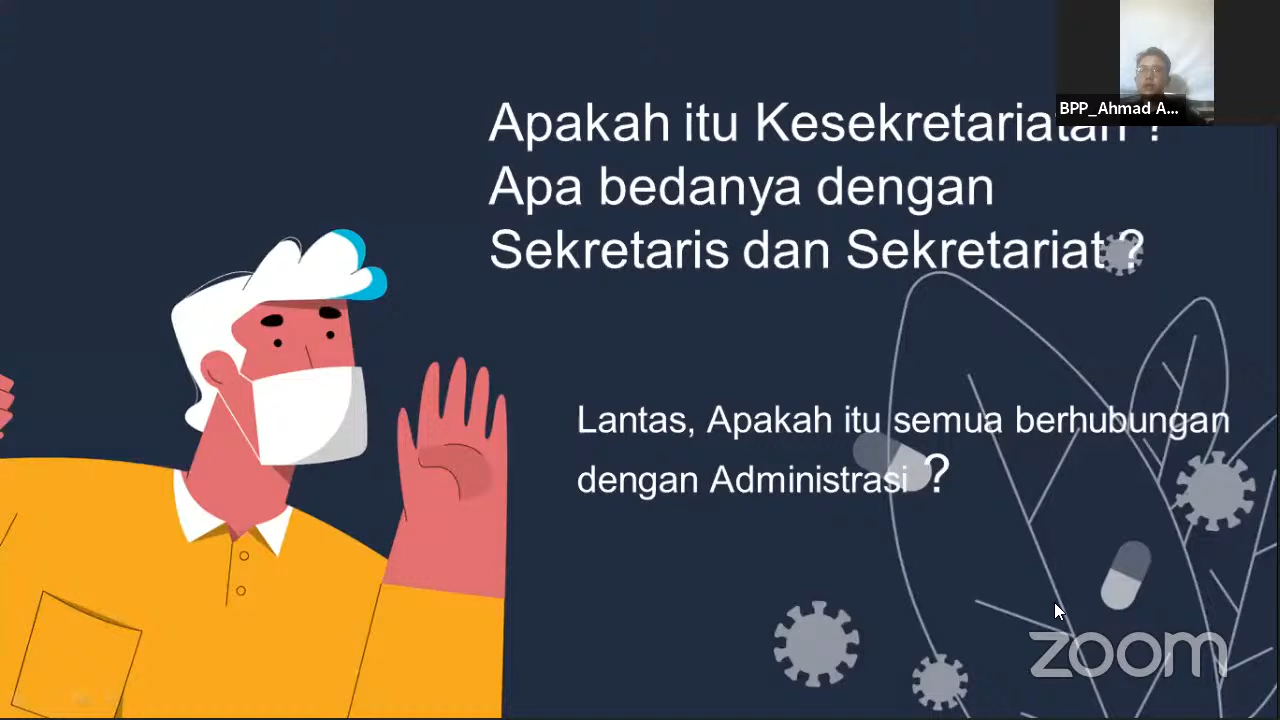 Apakah itu Kesekretariatan ?
Apa bedanya dengan
Sekretaris dan Sekretariat ?
Lantas, Apakah itu semua berhubungan
dengan Administrasi ?
BPP_Ahmad A...
zoom